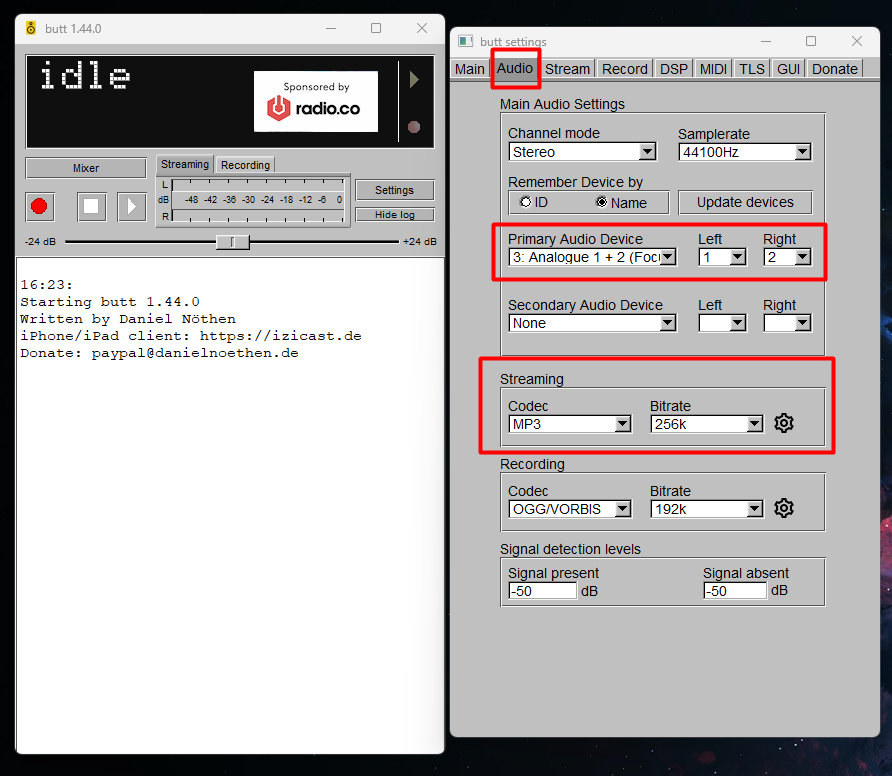 butt 1.44.0
idle
Sponsored by
radio.co
Mixer
Streaming Recording
L
dB -48 -42 -36 -30 -24 -18 -12 -6 0
R
Settings
Hide log
-24 dB +24 dB
16:23:
Starting butt 1.44.0
Written by Daniel Nöthen
iPhone/iPad client: https://izicast.de
Donate: paypal@danielnoethen.de
butt settings
Main Audio Stream Record DSP MIDI TLS GUI Donate
Main Audio Settings
Channel mode Samplerate
Stereo 44100Hz
Remember Device by
ID Name Update devices
Primary Audio Device Left Right
3: Analogue 1 + 2 (Focu 1 2
Secondary Audio Device Left Right
None
Streaming
Codec Bitrate
MP3 256k
Recording
Codec Bitrate
OGG/VORBIS 192k
Signal detection levels
Signal present Signal absent
-50 dB -50 dB